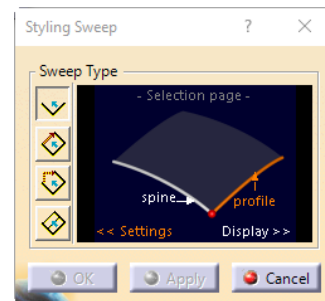 Styling Sweep ?
Sweep Type
- Selection page -
spine
profile
<< Settings Display >>
OK Apply Cancel